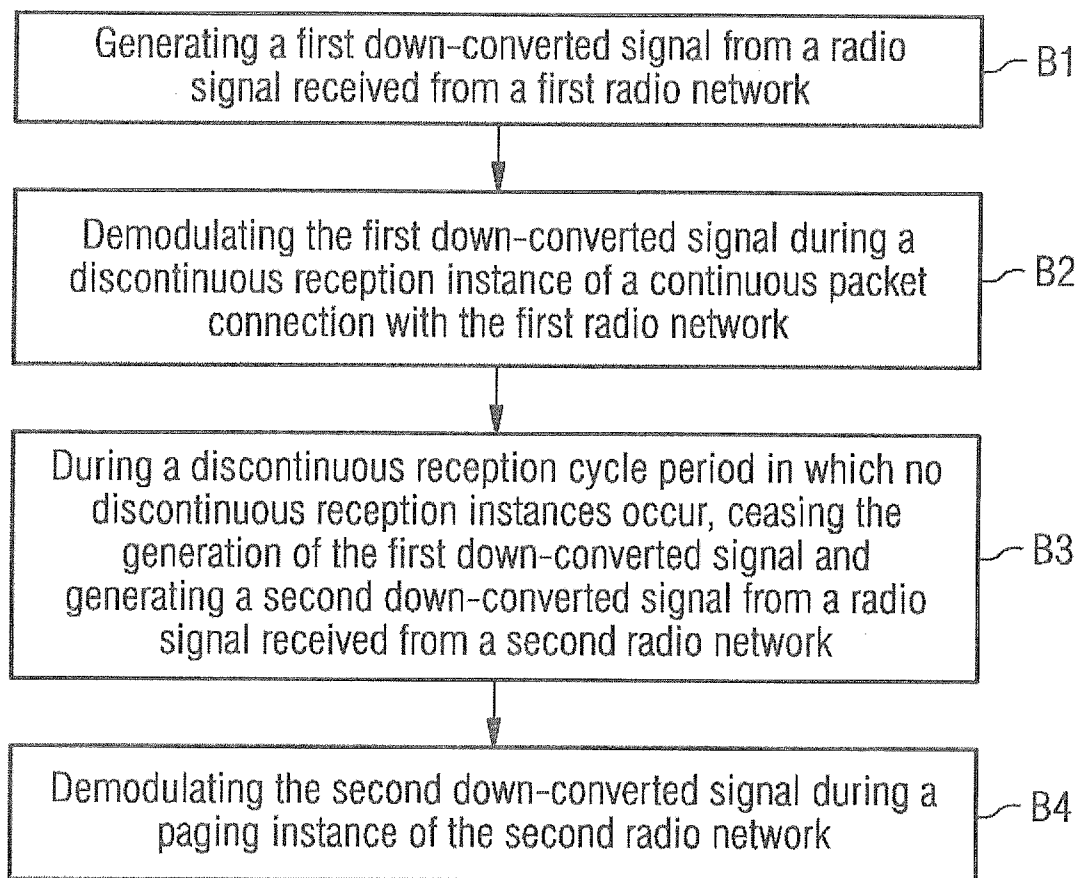 Generating a first down-converted signal from a radio
signal received from a first radio network
B1
Demodulating the first down-converted signal during a
discontinuous reception instance of a continuous packet
connection with the first radio network
B2
During a discontinuous reception cycle period in which no
discontinuous reception instances occur, ceasing the
generation of the first down-converted signal and
generating a second down-converted signal from a radio
signal received from a second radio network
B3
Demodulating the second down-converted signal during a
paging instance of the second radio network
B4